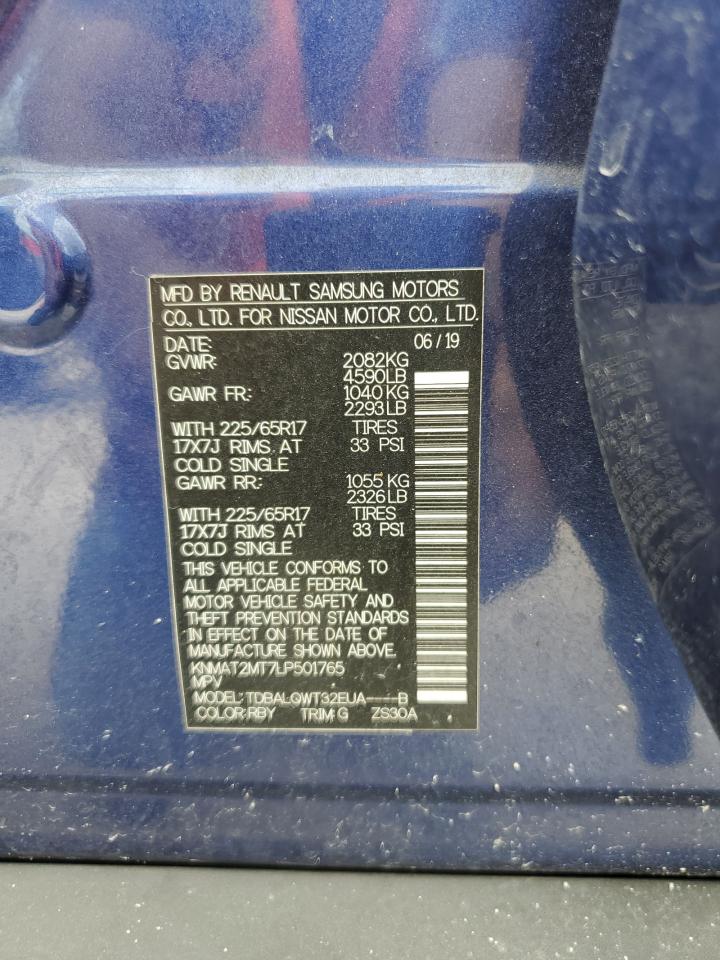 MFD BY RENAULT SAMSUNG MOTORS
CO., LTD. FOR NISSAN MOTOR CO., LTD.
DATE: 06/19
GVWR: 2082KG
4590LB
GAWR FR: 1040KG
2293LB
WITH 225/65R17 TIRES
17X7J RIMS AT 33 PSI
COLD SINGLE
GAWR RR: 1055KG
2326LB
WITH 225/65R17 TIRES
17X7J RIMS AT 33 PSI
COLD SINGLE
THIS VEHICLE CONFORMS TO
ALL APPLICABLE FEDERAL
MOTOR VEHICLE SAFETY AND
THEFT PREVENTION STANDARDS
IN EFFECT ON THE DATE OF
MANUFACTURE SHOWN ABOVE.
KNMAT2MT7LP501765
MPV
MODEL: TDBALQWT32EUA----B
COLOR: RBY TRIM: G ZS30A